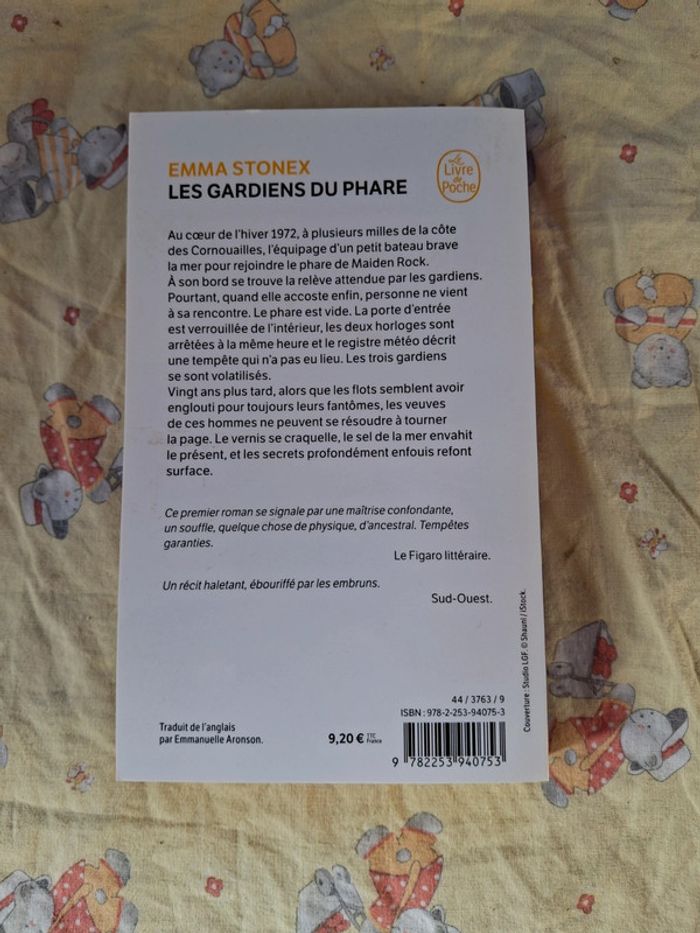 EMMA STONEX
LES GARDIENS DU PHARE
Le
Livre
de
Poche
Au cœur de l'hiver 1972, à plusieurs milles de la côte
des Cornouailles, l'équipage d'un petit bateau brave
la mer pour rejoindre le phare de Maiden Rock.
À son bord se trouve la relève attendue par les gardiens.
Pourtant, quand elle accoste enfin, personne ne vient
à sa rencontre. Le phare est vide. La porte d'entrée
est verrouillée de l'intérieur, les deux horloges sont
arrêtées à la même heure et le registre météo décrit
une tempête qui n'a pas eu lieu. Les trois gardiens
se sont volatilisés.
Vingt ans plus tard, alors que les flots semblent avoir
englouti pour toujours leurs fantômes, les veuves
de ces hommes ne peuvent se résoudre à tourner
la page. Le vernis se craquelle, le sel de la mer envahit
le présent, et les secrets profondément enfouis refont
surface.
Ce premier roman se signale par une maîtrise confondante,
un souffle, quelque chose de physique, d'ancestral. Tempêtes
garanties.
Le Figaro littéraire.
Un récit haletant, ébouriffé par les embruns.
Sud-Ouest.
Couverture : Studio LGF. © Shauni / iStock.
44 / 3763 / 9
ISBN : 978-2-253-94075-3
Traduit de l'anglais
par Emmanuelle Aronson.
9,20 € TTC
France
9 782253 940753